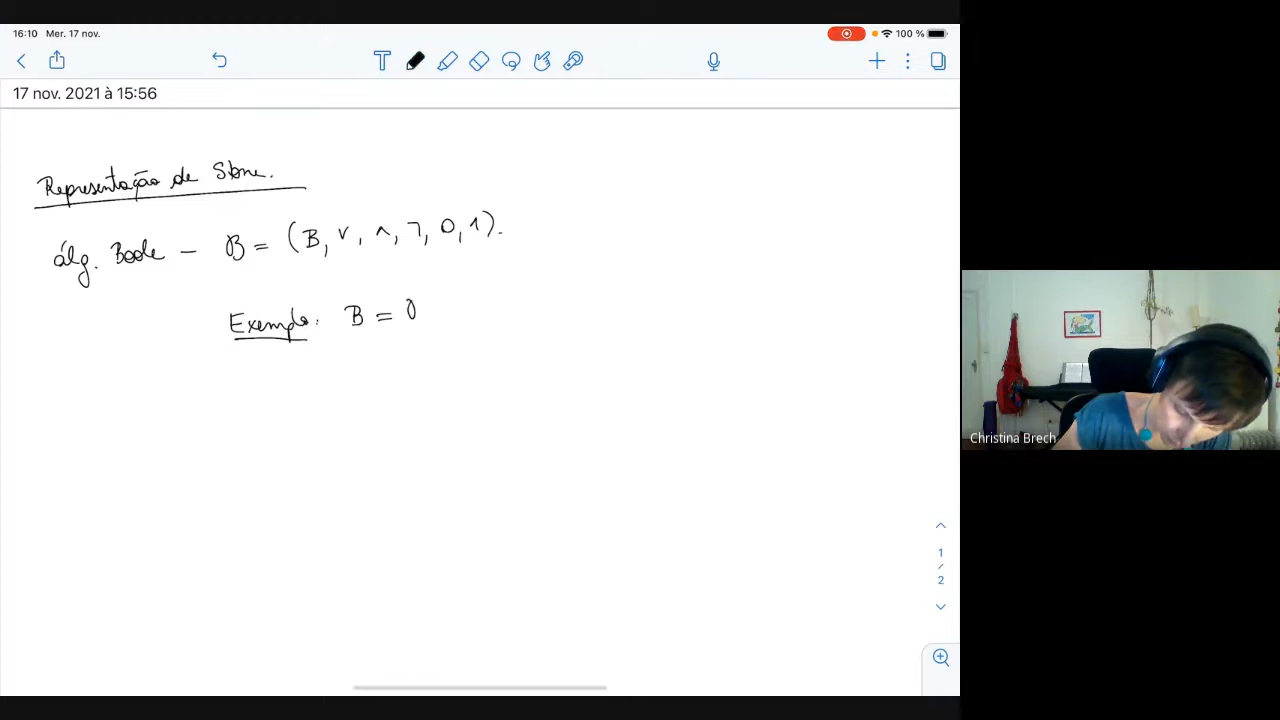 16:10 Mer. 17 nov.
100 %
17 nov. 2021 à 15:56
Representação de Stone.
álg. Boole — B = (B, ∨, ∧, ¬, 0, 1).
Exemplo: B =
Christina Brech
1
/
2